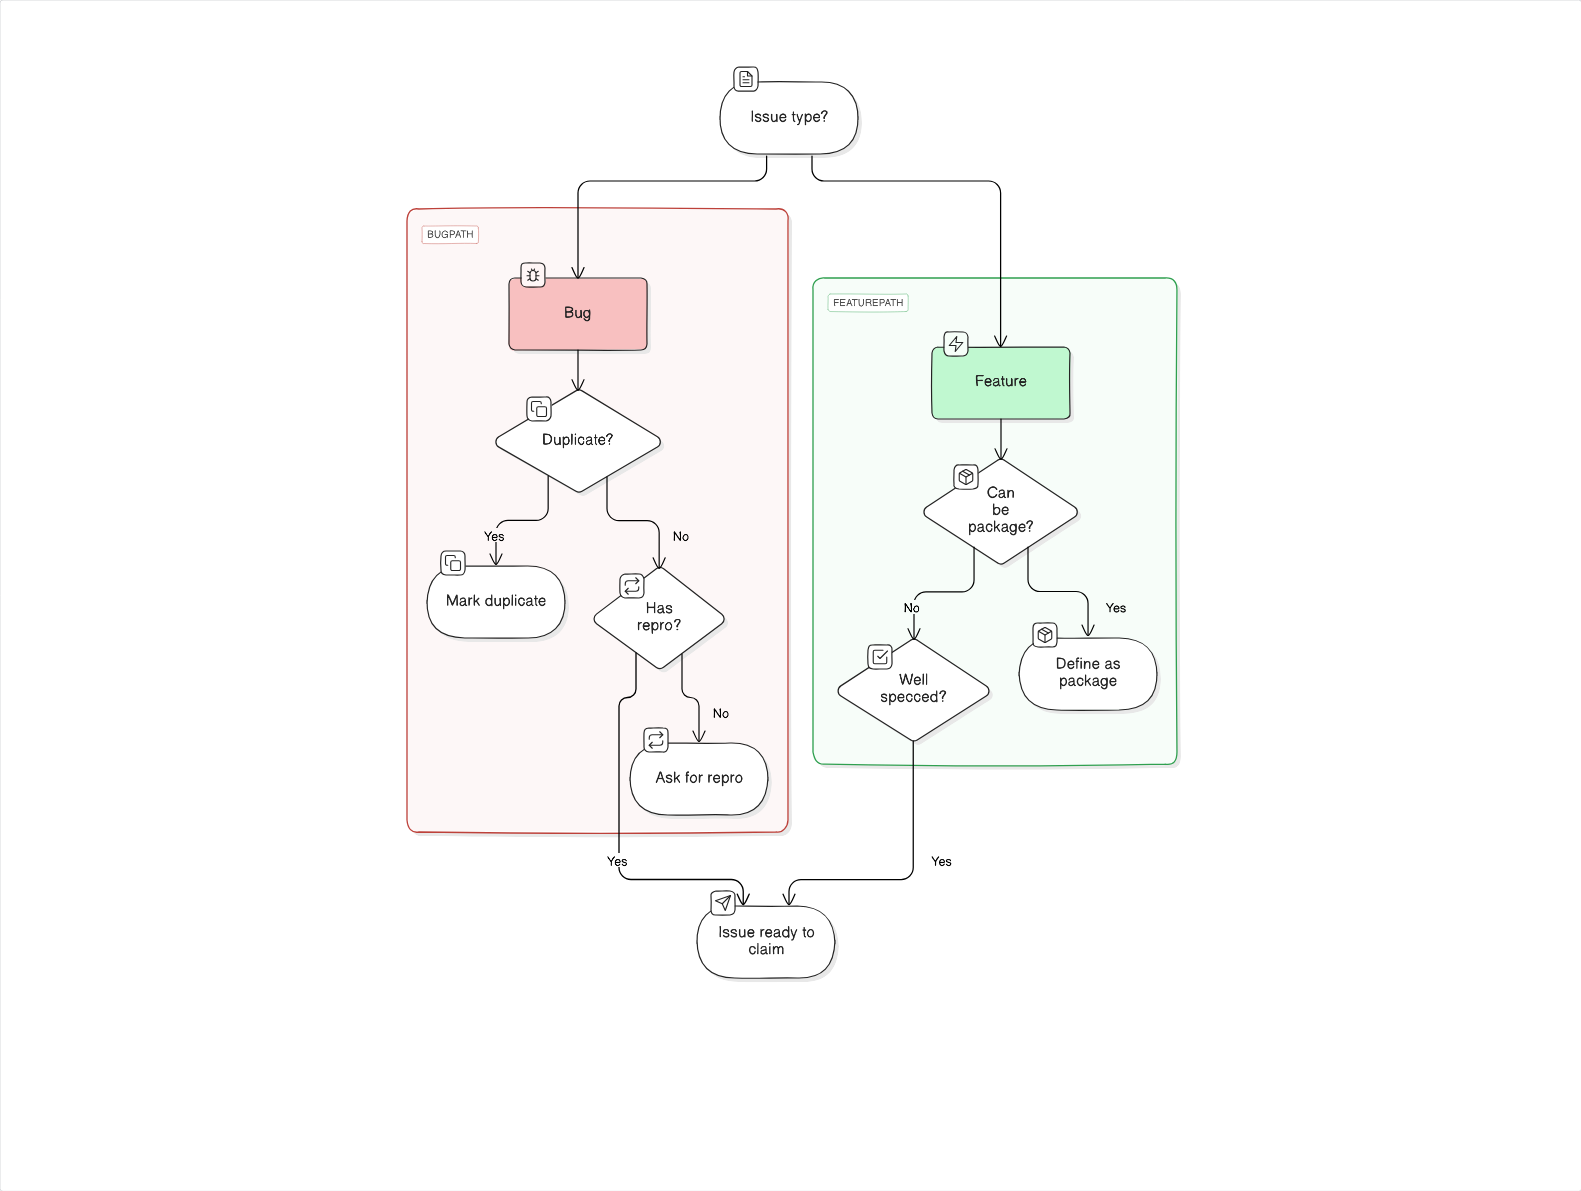 Issue type?
BUGPATH
Bug
FEATUREPATH
Feature
Duplicate?
Can
be
package?
Yes
No
Mark duplicate
Has
repro?
No
Yes
Well
specced?
Define as
package
No
Ask for repro
Yes
Yes
Issue ready to
claim